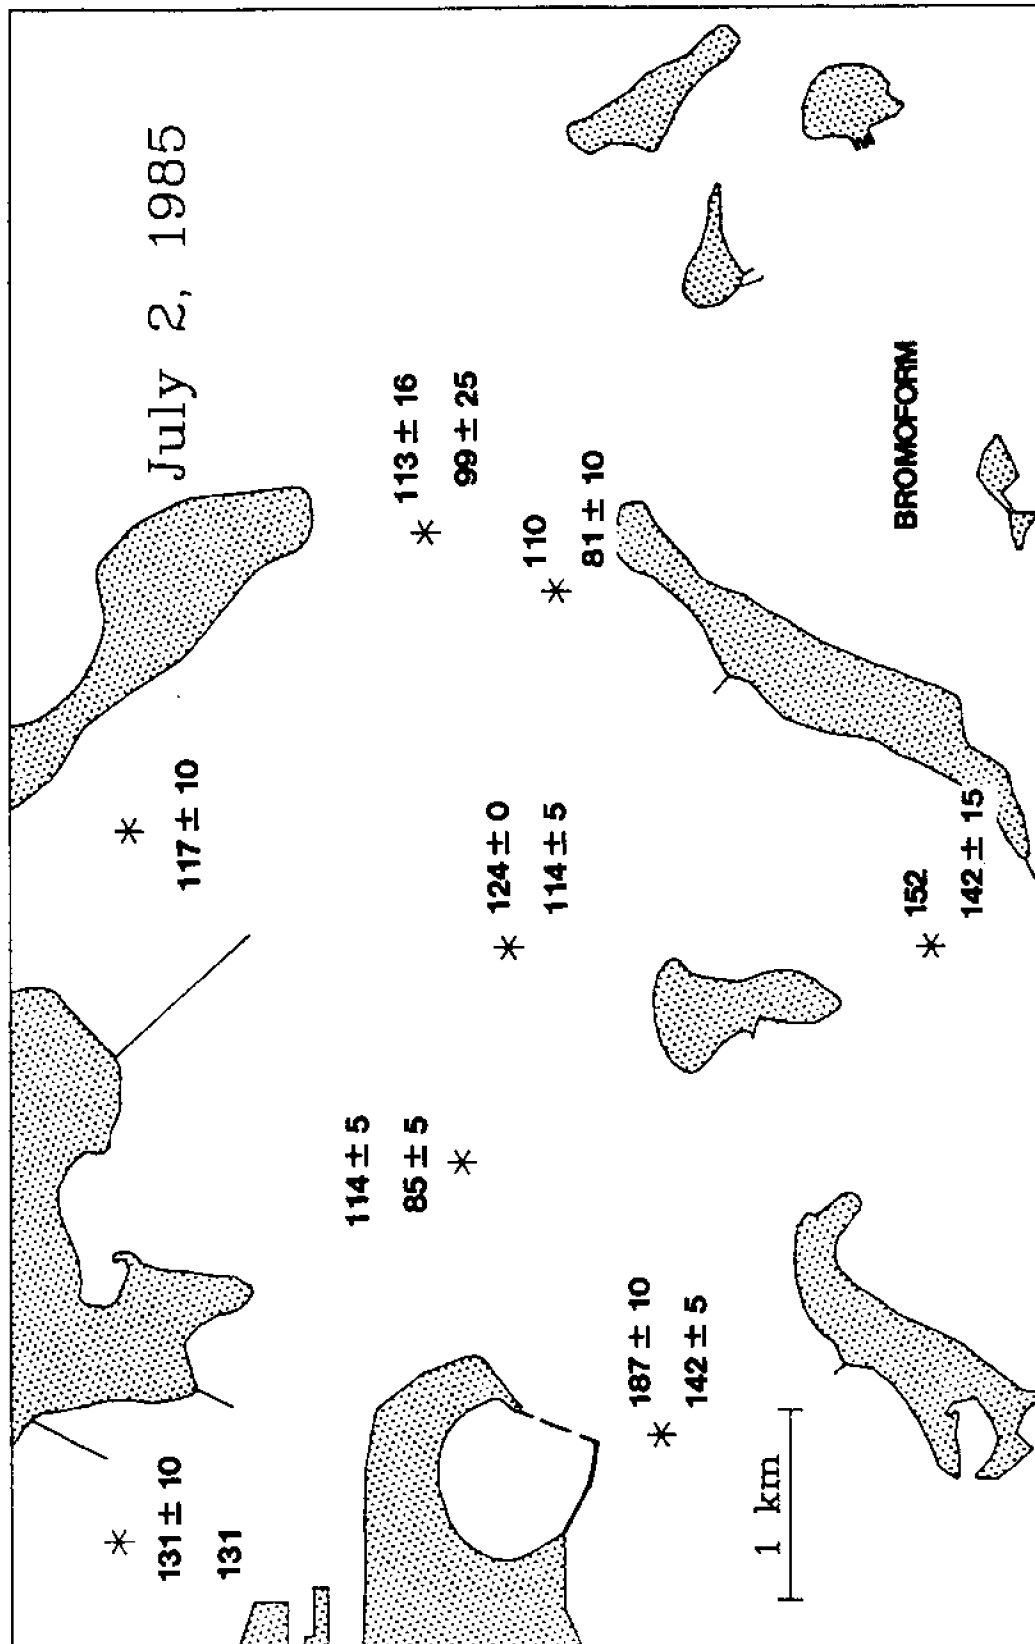 July 2, 1985
131 ± 10
131
117 ± 10
114 ± 5
85 ± 5
113 ± 16
99 ± 25
124 ± 0
114 ± 5
110
81 ± 10
187 ± 10
142 ± 5
1 km
152
142 ± 15
BROMOFORM